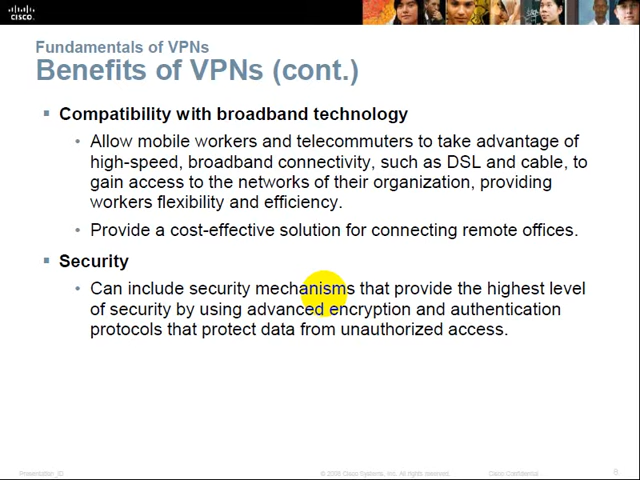 CISCO
Fundamentals of VPNs
Benefits of VPNs (cont.)
Compatibility with broadband technology
Allow mobile workers and telecommuters to take advantage of
high-speed, broadband connectivity, such as DSL and cable, to
gain access to the networks of their organization, providing
workers flexibility and efficiency.
Provide a cost-effective solution for connecting remote offices.
Security
Can include security mechanisms that provide the highest level
of security by using advanced encryption and authentication
protocols that protect data from unauthorized access.
Presentation_ID © 2008 Cisco Systems, Inc. All rights reserved. Cisco Confidential